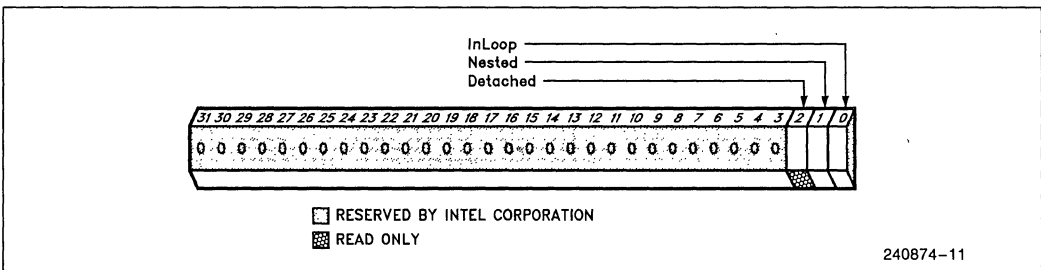 InLoop
Nested
Detached
31 30 29 28 27 26 25 24 23 22 21 20 19 18 17 16 15 14 13 12 11 10 9 8 7 6 5 4 3 2 1 0
0 0 0 0 0 0 0 0 0 0 0 0 0 0 0 0 0 0 0 0 0 0 0 0 0 0 0 0 0
RESERVED BY INTEL CORPORATION
READ ONLY
240874-11